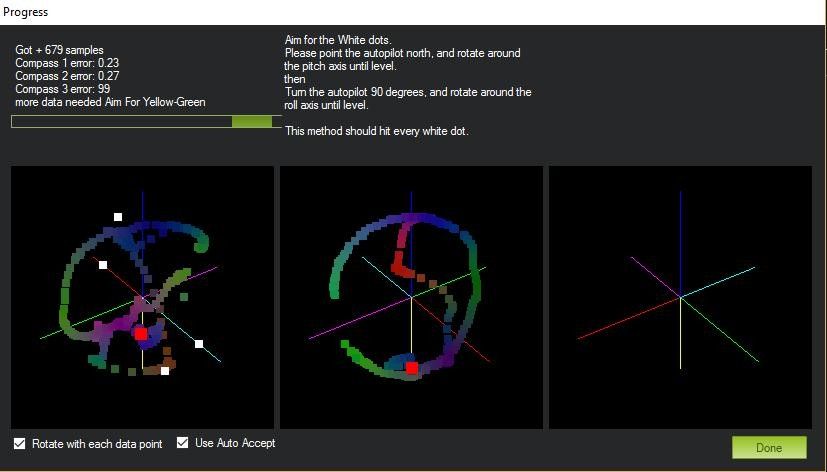 Progress
Got + 679 samples
Compass 1 error: 0.23
Compass 2 error: 0.27
Compass 3 error: 99
more data needed Aim For Yellow-Green
Aim for the White dots.
Please point the autopilot north, and rotate around
the pitch axis until level.
then
Turn the autopilot 90 degrees, and rotate around the
roll axis until level.
This method should hit every white dot.
Rotate with each data point
Use Auto Accept
Done